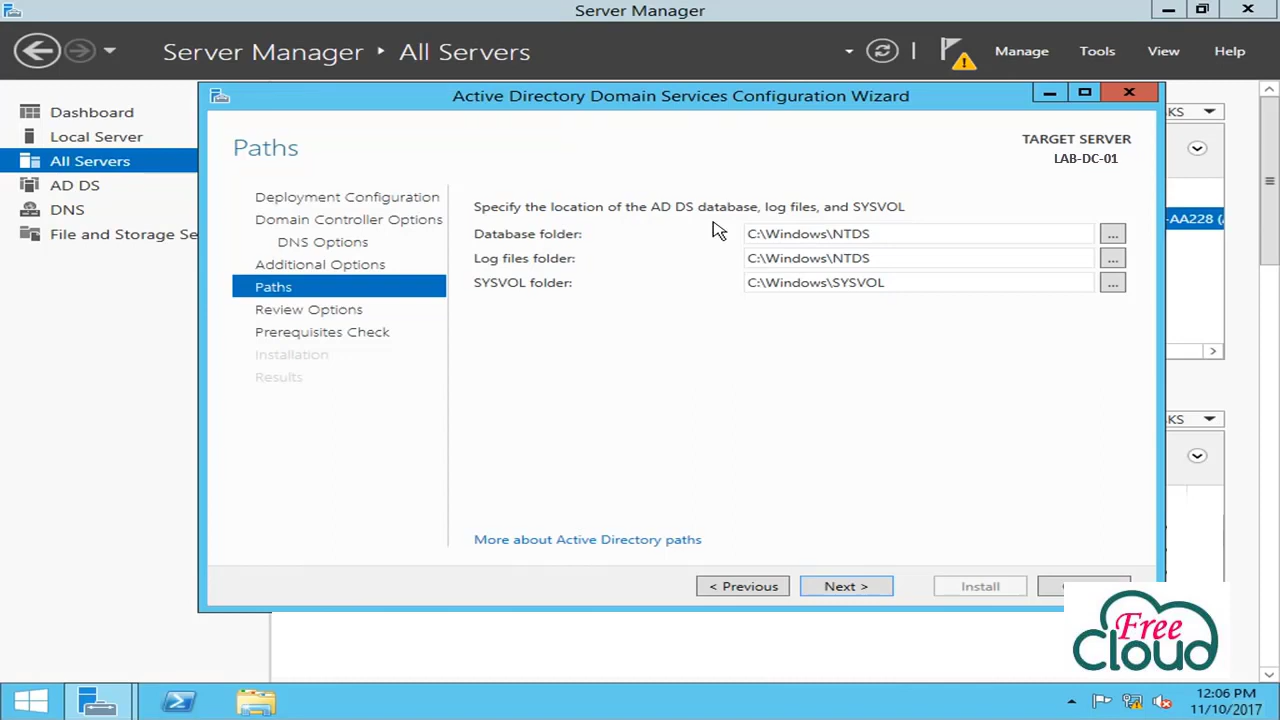 Server Manager
Server Manager ‣ All Servers
Manage Tools View Help
Dashboard
Local Server
All Servers
AD DS
DNS
File and Storage Se
Active Directory Domain Services Configuration Wizard
Paths
TARGET SERVER
LAB-DC-01
Deployment Configuration
Domain Controller Options
DNS Options
Additional Options
Paths
Review Options
Prerequisites Check
Installation
Results
Specify the location of the AD DS database, log files, and SYSVOL
Database folder: C:\Windows\NTDS ...
Log files folder: C:\Windows\NTDS ...
SYSVOL folder: C:\Windows\SYSVOL ...
More about Active Directory paths
< Previous Next > Install
KS
-AA228 (
KS
Free
Cloud
12:06 PM
11/10/2017